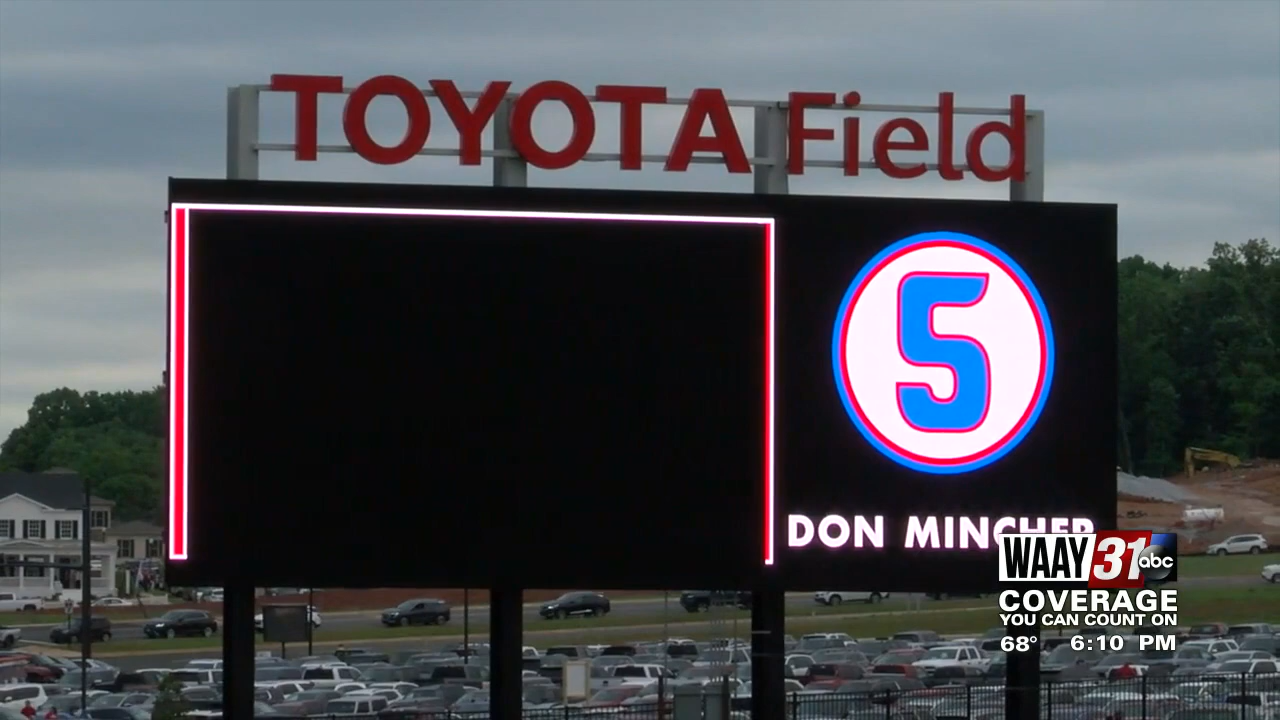 TOYOTA Field
5
DON MINCHER
WAAY 31 abc
COVERAGE
YOU CAN COUNT ON
68° 6:10 PM